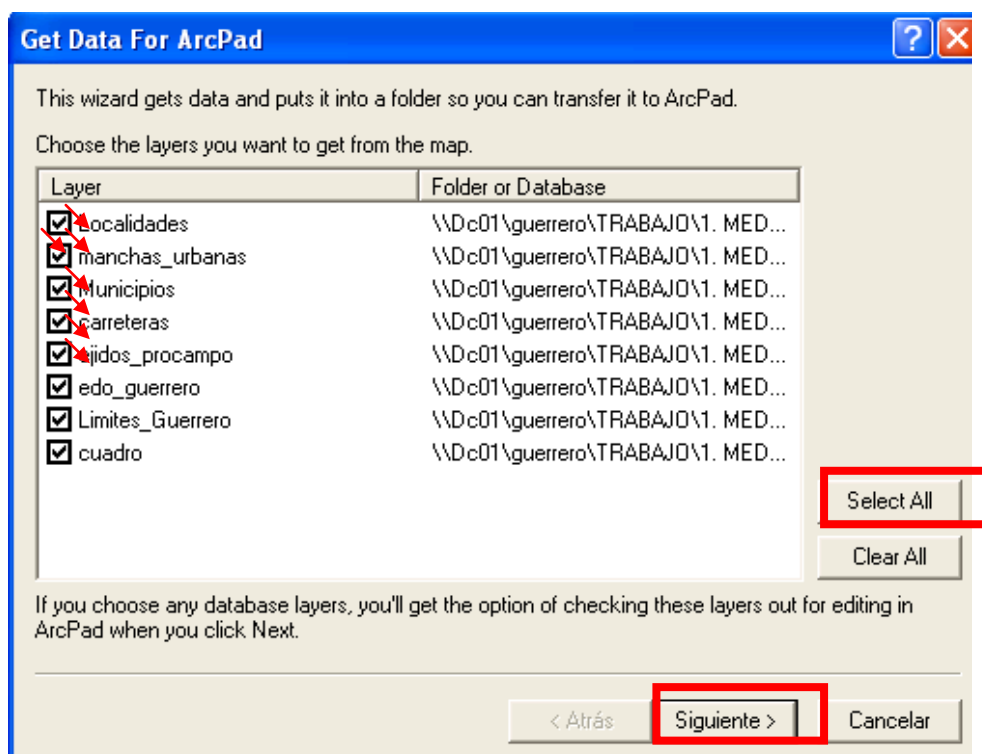 Get Data For ArcPad
This wizard gets data and puts it into a folder so you can transfer it to ArcPad.
Choose the layers you want to get from the map.
Layer Folder or Database
Localidades \\Dc01\guerrero\TRABAJO\1. MED...
manchas_urbanas \\Dc01\guerrero\TRABAJO\1. MED...
Municipios \\Dc01\guerrero\TRABAJO\1. MED...
carreteras \\Dc01\guerrero\TRABAJO\1. MED...
ejidos_procampo \\Dc01\guerrero\TRABAJO\1. MED...
edo_guerrero \\Dc01\guerrero\TRABAJO\1. MED...
Limites_Guerrero \\Dc01\guerrero\TRABAJO\1. MED...
cuadro \\Dc01\guerrero\TRABAJO\1. MED...
Select All
Clear All
If you choose any database layers, you'll get the option of checking these layers out for editing in
ArcPad when you click Next.
< Atrás Siguiente > Cancelar